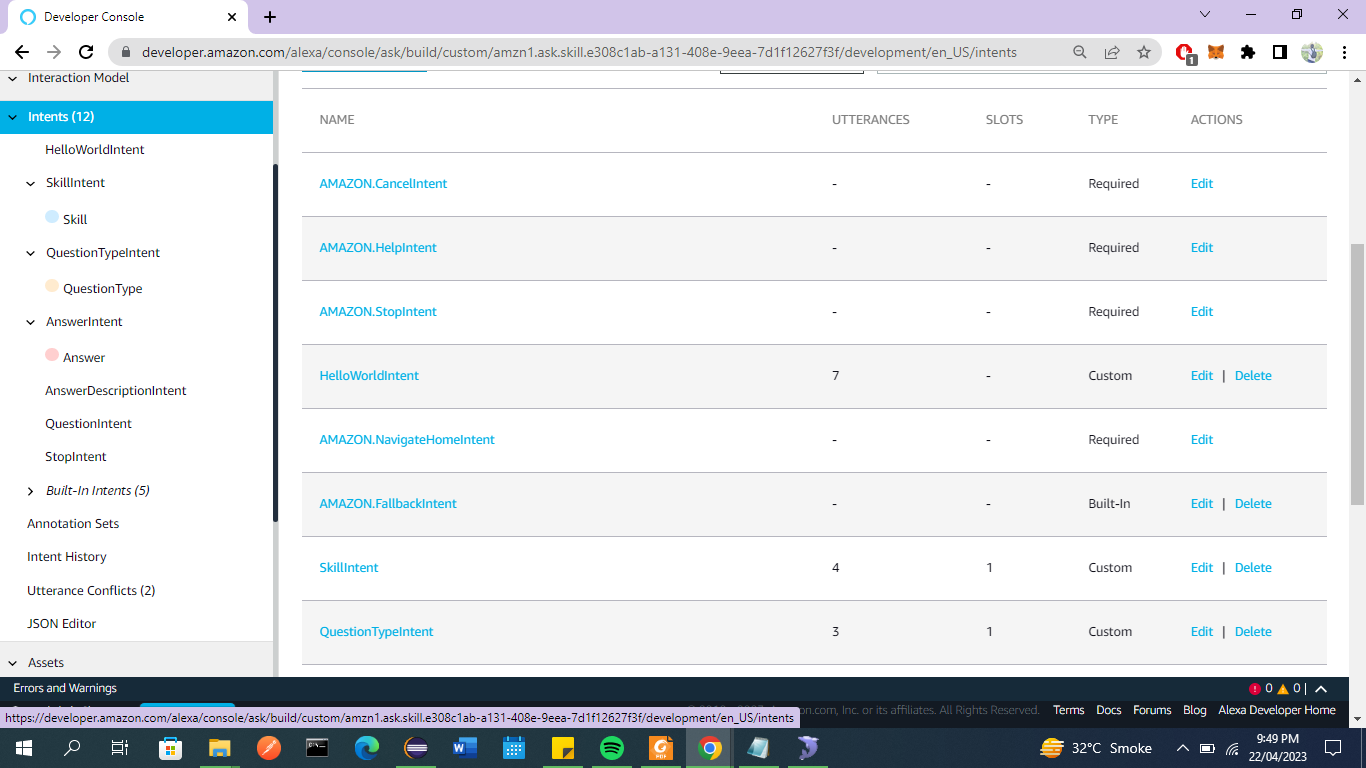 Developer Console
developer.amazon.com/alexa/console/ask/build/custom/amzn1.ask.skill.e308c1ab-a131-408e-9eea-7d1f12627f3f/development/en_US/intents
1
Interaction Model
Intents (12)
HelloWorldIntent
SkillIntent
Skill
QuestionTypeIntent
QuestionType
AnswerIntent
Answer
AnswerDescriptionIntent
QuestionIntent
StopIntent
Built-In Intents (5)
Annotation Sets
Intent History
Utterance Conflicts (2)
JSON Editor
Assets
NAME UTTERANCES SLOTS TYPE ACTIONS
AMAZON.CancelIntent - - Required Edit
AMAZON.HelpIntent - - Required Edit
AMAZON.StopIntent - - Required Edit
HelloWorldIntent 7 - Custom Edit | Delete
AMAZON.NavigateHomeIntent - - Required Edit
AMAZON.FallbackIntent - - Built-In Edit | Delete
SkillIntent 4 1 Custom Edit | Delete
QuestionTypeIntent 3 1 Custom Edit | Delete
Errors and Warnings 0 0 |
.com, Inc. or its affiliates. All Rights Reserved. Terms Docs Forums Blog Alexa Developer Home
https://developer.amazon.com/alexa/console/ask/build/custom/amzn1.ask.skill.e308c1ab-a131-408e-9eea-7d1f12627f3f/development/en_US/intents
32°C Smoke
9:49 PM
22/04/2023